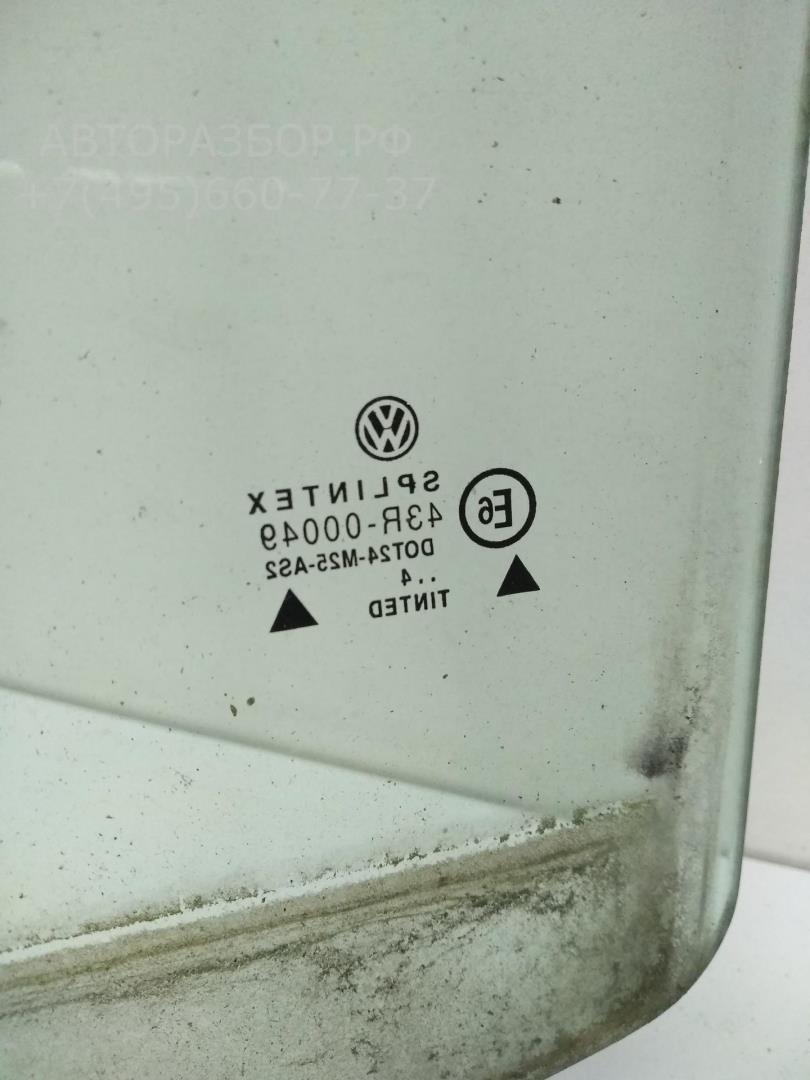 АВТОРАЗБОР.РФ
+7(495)660-77-37
SPLINTEX
E6
43R-00049
DOT24-M25-AS2
..4
TINTED